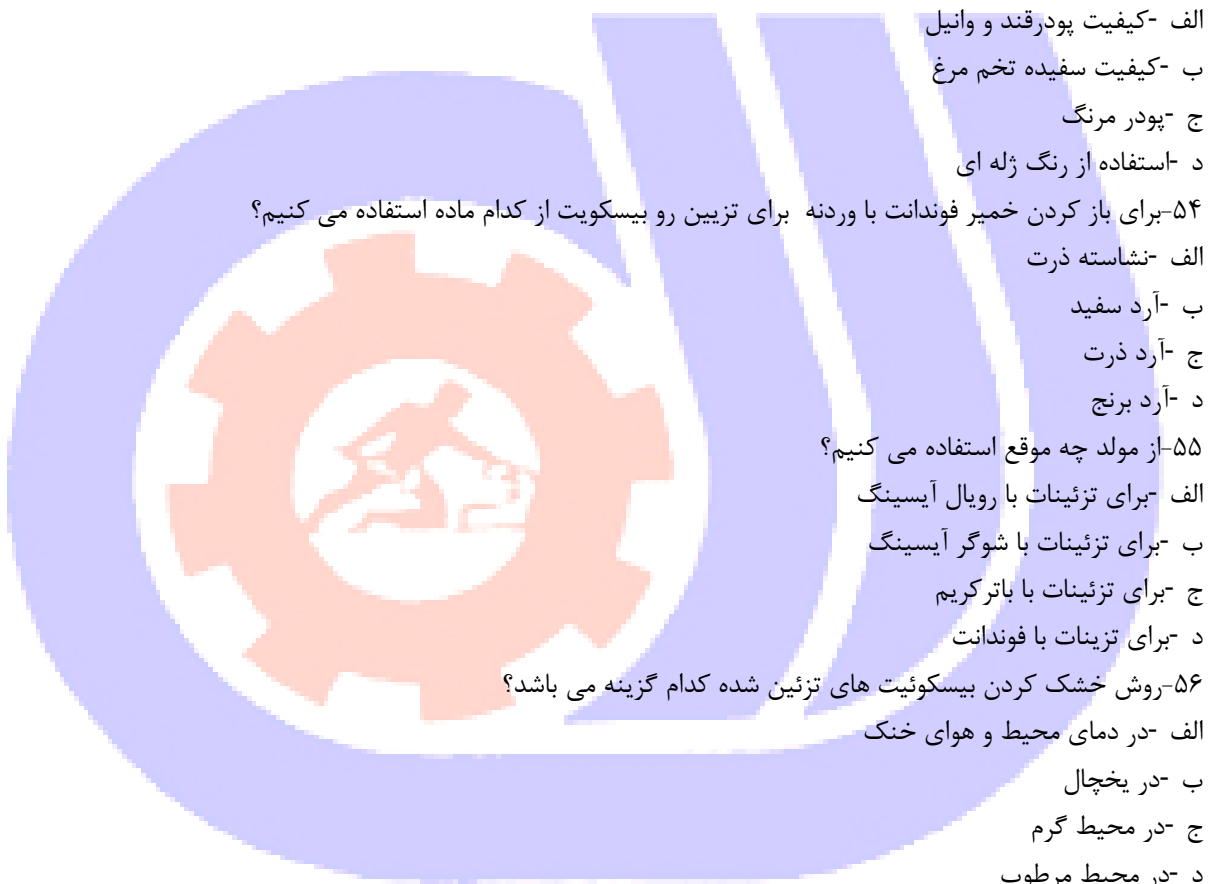 الف -کیفیت پودرقند و وانیل
ب -کیفیت سفیده تخم مرغ
ج -پودر مرنگ
د -استفاده از رنگ ژله ای
۵۴-برای باز کردن خمیر فوندانت با وردنه برای تزیین رو بیسکویت از کدام ماده استفاده می کنیم؟
الف -نشاسته ذرت
ب -آرد سفید
ج -آرد ذرت
د -آرد برنج
۵۵-از مولد چه موقع استفاده می کنیم؟
الف -برای تزئینات با رویال آیسینگ
ب -برای تزئینات با شوگر آیسینگ
ج -برای تزئینات با باترکریم
د -برای تزینات با فوندانت
۵۶-روش خشک کردن بیسکوئیت های تزئین شده کدام گزینه می باشد؟
الف -در دمای محیط و هوای خنک
ب -در یخچال
ج -در محیط گرم
د -در محیط مرطوب